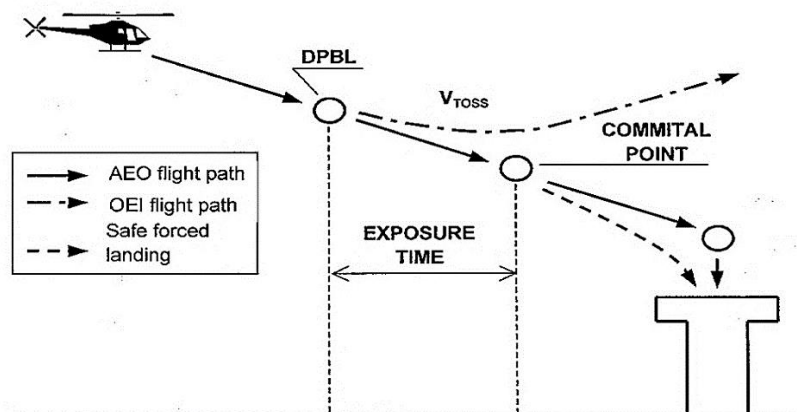 DPBL
VTOSS
COMMITAL
POINT
AEO flight path
OEI flight path
Safe forced
landing
EXPOSURE
TIME